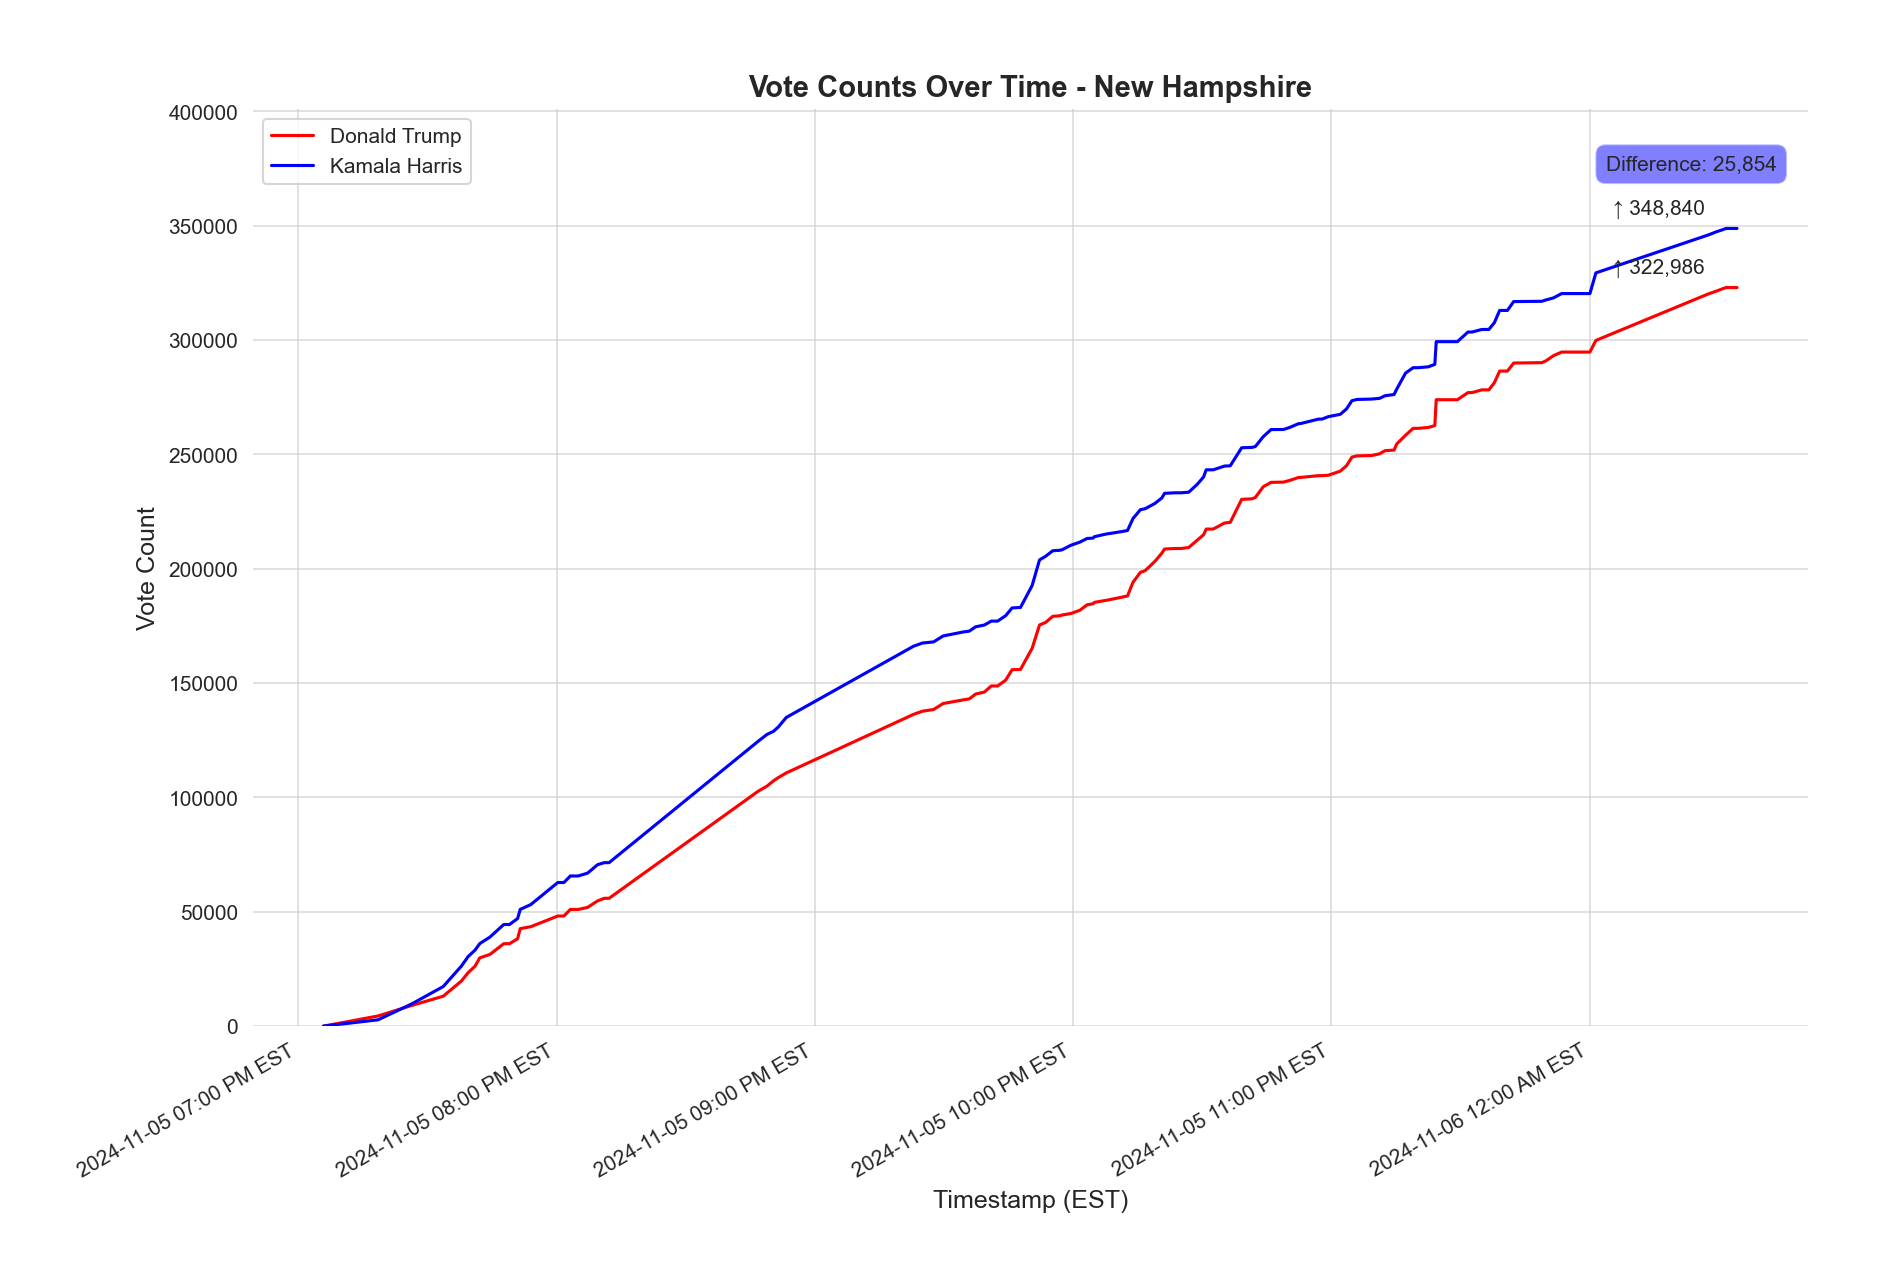 Vote Counts Over Time - New Hampshire
400000
350000
300000
250000
200000
150000
100000
50000
0
Vote Count
Donald Trump
Kamala Harris
Difference: 25,854
↑ 348,840
↑ 322,986
2024-11-05 07:00 PM EST
2024-11-05 08:00 PM EST
2024-11-05 09:00 PM EST
2024-11-05 10:00 PM EST
2024-11-05 11:00 PM EST
2024-11-06 12:00 AM EST
Timestamp (EST)